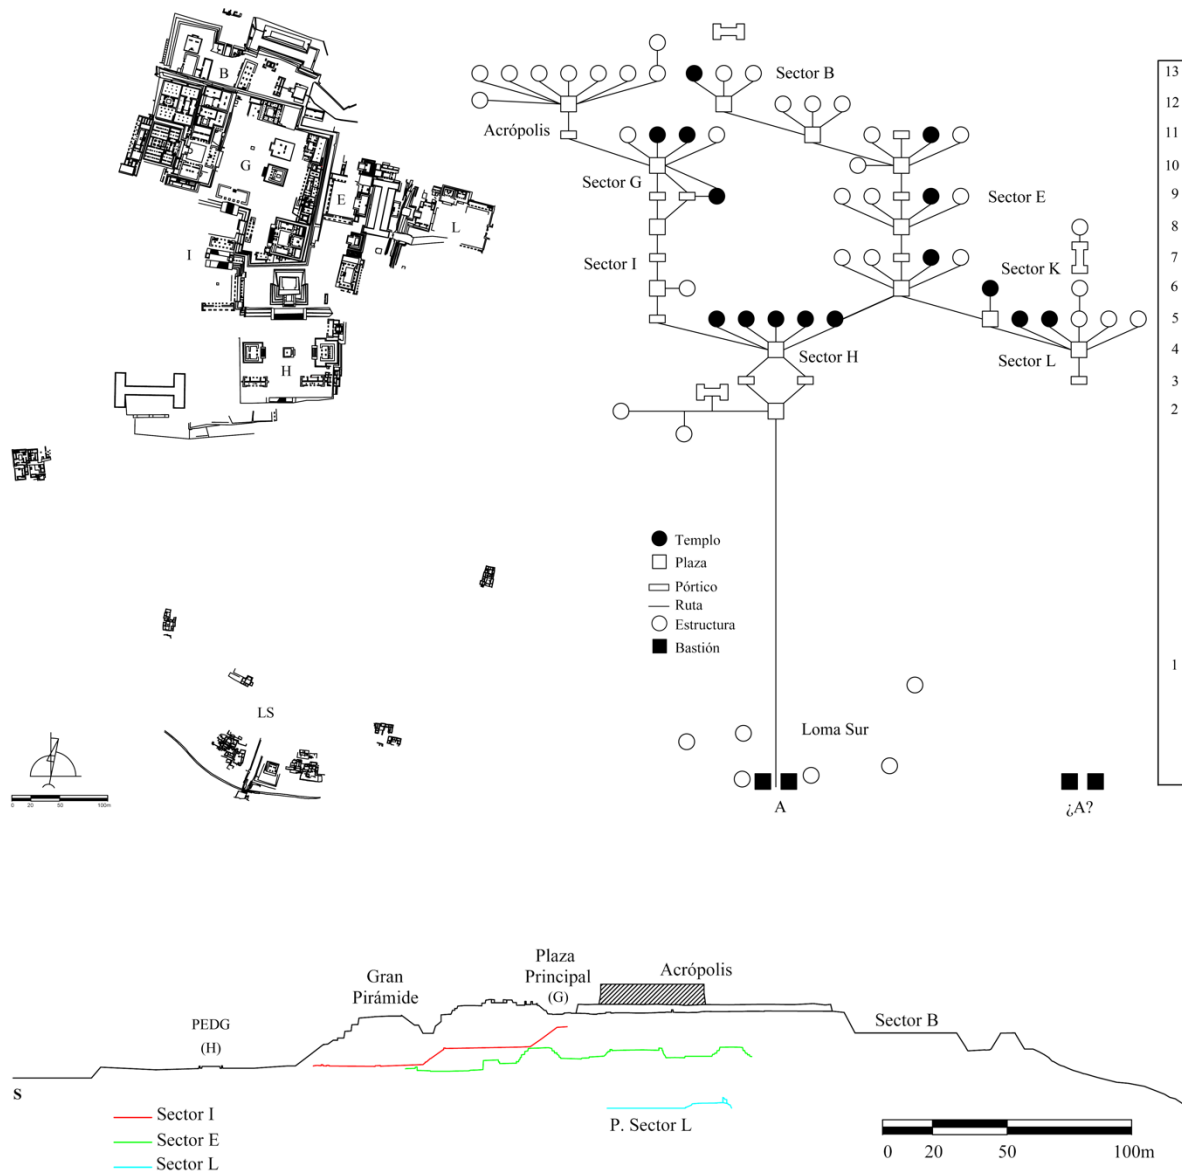 B
G
E
L
I
H
LS
0 20 50 100m
Sector B
Acrópolis
Sector G
Sector E
Sector I
Sector K
Sector H
Sector L
Templo
Plaza
Pórtico
Ruta
Estructura
Bastión
Loma Sur
A
¿A?
13
12
11
10
9
8
7
6
5
4
3
2
1
Gran
Pirámide
Plaza
Principal
(G)
Acrópolis
PEDG
(H)
Sector B
S
Sector I
Sector E
Sector L
P. Sector L
0 20 50 100m